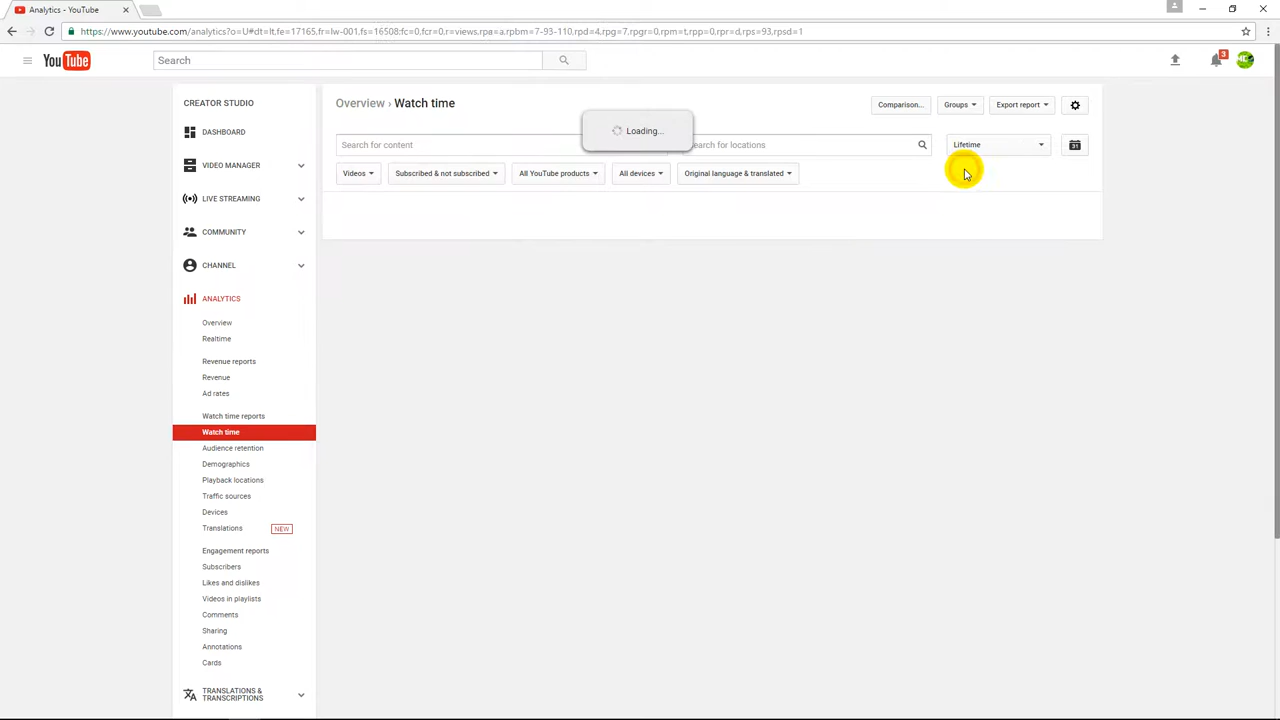 Analytics - YouTube
https://www.youtube.com/analytics?o=U#dt=lt,fe=17165,fr=lw-001,fs=16508;fc=0,fcr=0,r=views,rpa=a,rpbm=7-93-110,rpd=4,rpg=7,rpgr=0,rpm=t,rpp=0,rpr=d,rps=93,rpsd=1
YouTube
Search
3
CREATOR STUDIO
DASHBOARD
VIDEO MANAGER
LIVE STREAMING
COMMUNITY
CHANNEL
ANALYTICS
Overview
Realtime
Revenue reports
Revenue
Ad rates
Watch time reports
Watch time
Audience retention
Demographics
Playback locations
Traffic sources
Devices
Translations NEW
Engagement reports
Subscribers
Likes and dislikes
Videos in playlists
Comments
Sharing
Annotations
Cards
TRANSLATIONS &
TRANSCRIPTIONS
Overview › Watch time
Comparison... Groups Export report
Loading...
Search for content
earch for locations
Lifetime
31
Videos Subscribed & not subscribed All YouTube products All devices Original language & translated